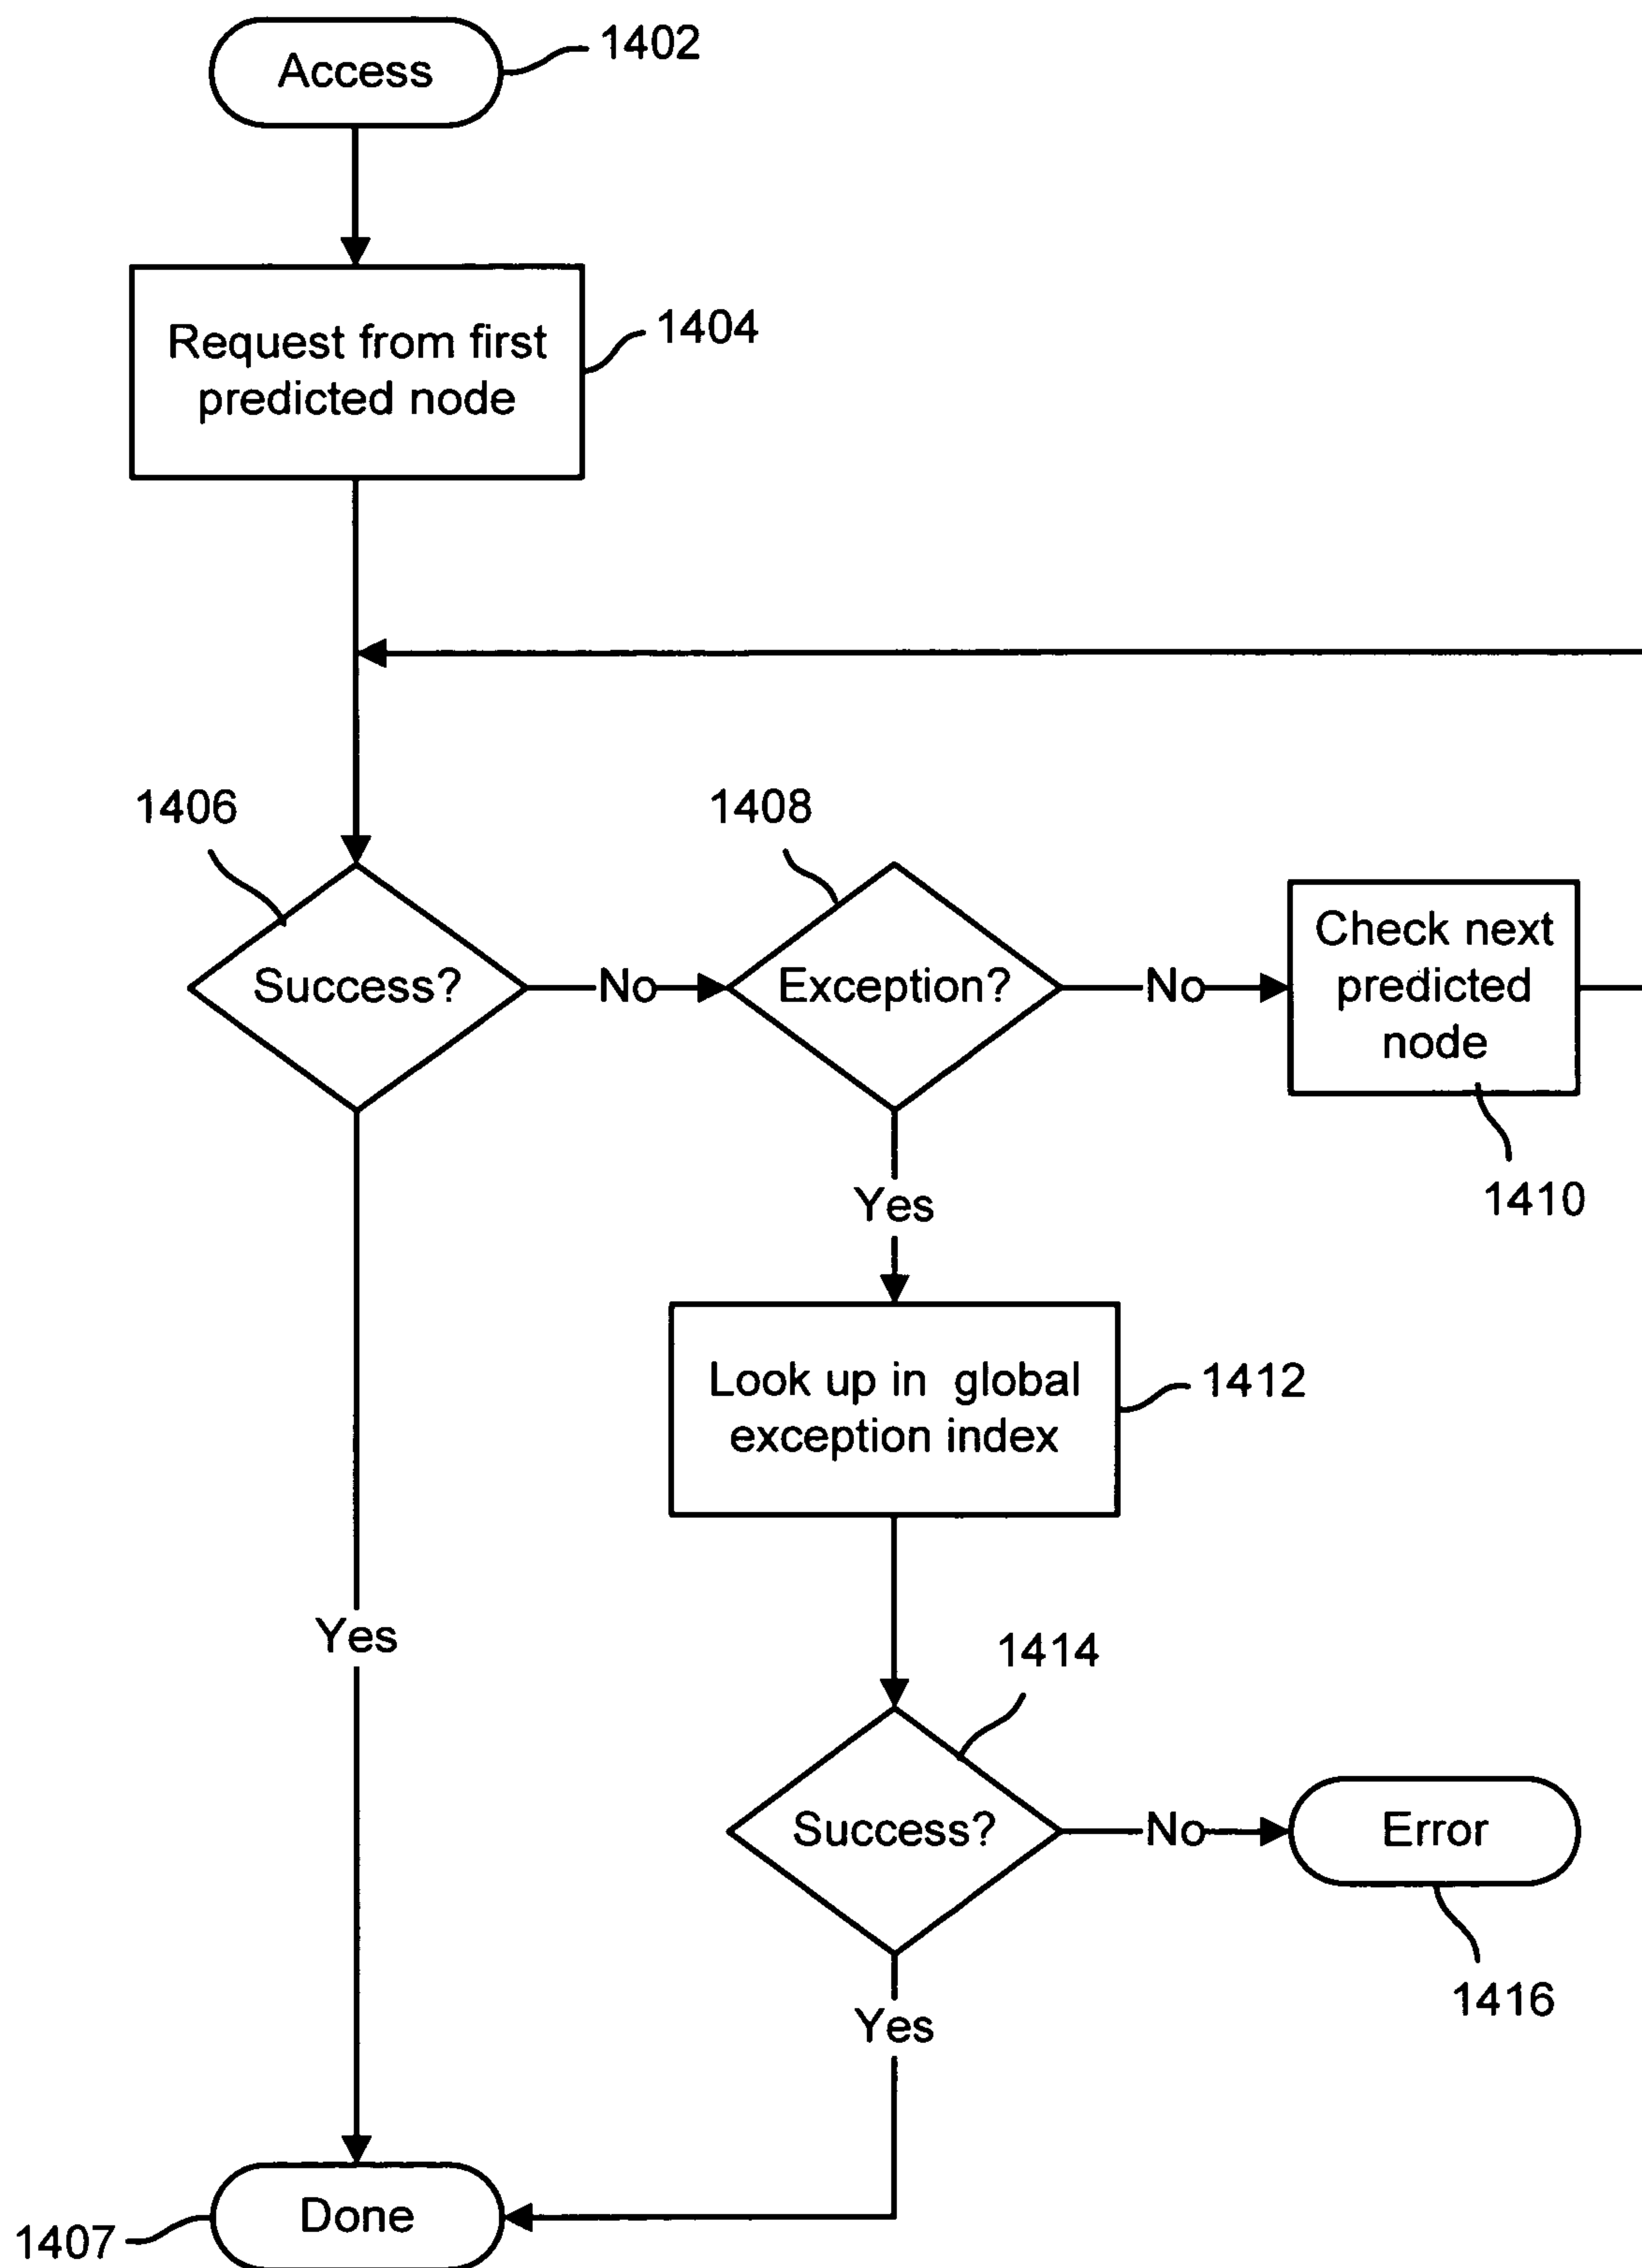 Access
1402
Request from first
predicted node
1404
1406
1408
Success?
No
Exception?
No
Check next
predicted
node
1410
Yes
Look up in global
exception index
1412
Yes
1414
Success?
No
Error
1416
Yes
Done
1407